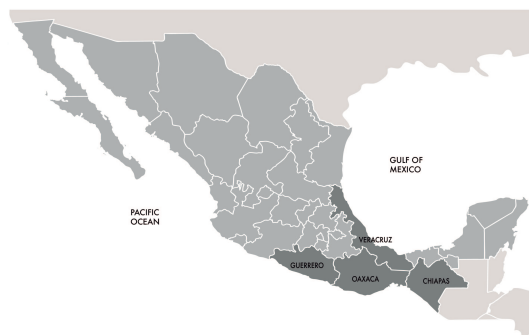 GULF OF
MEXICO
PACIFIC
OCEAN
VERACRUZ
GUERRERO
OAXACA
CHIAPAS